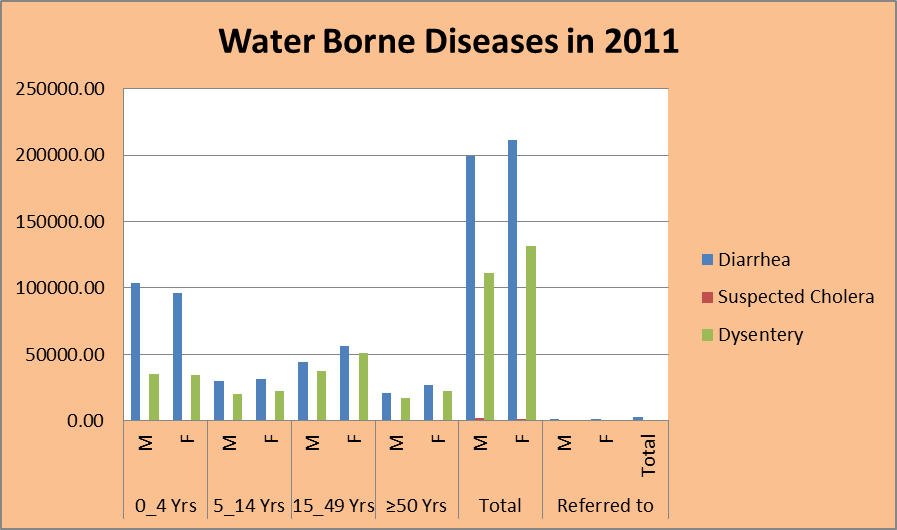 Water Borne Diseases in 2011
250000.00
200000.00
150000.00
100000.00
50000.00
0.00
M F M F M F M F M F M F Total
0_4 Yrs 5_14 Yrs 15_49 Yrs ≥50 Yrs Total Referred to
Diarrhea
Suspected Cholera
Dysentery